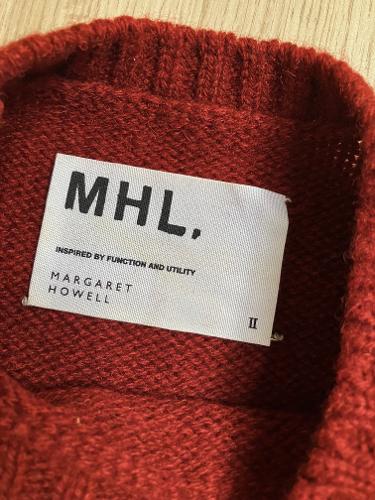 MHL.
INSPIRED BY FUNCTION AND UTILITY
MARGARET
HOWELL
II